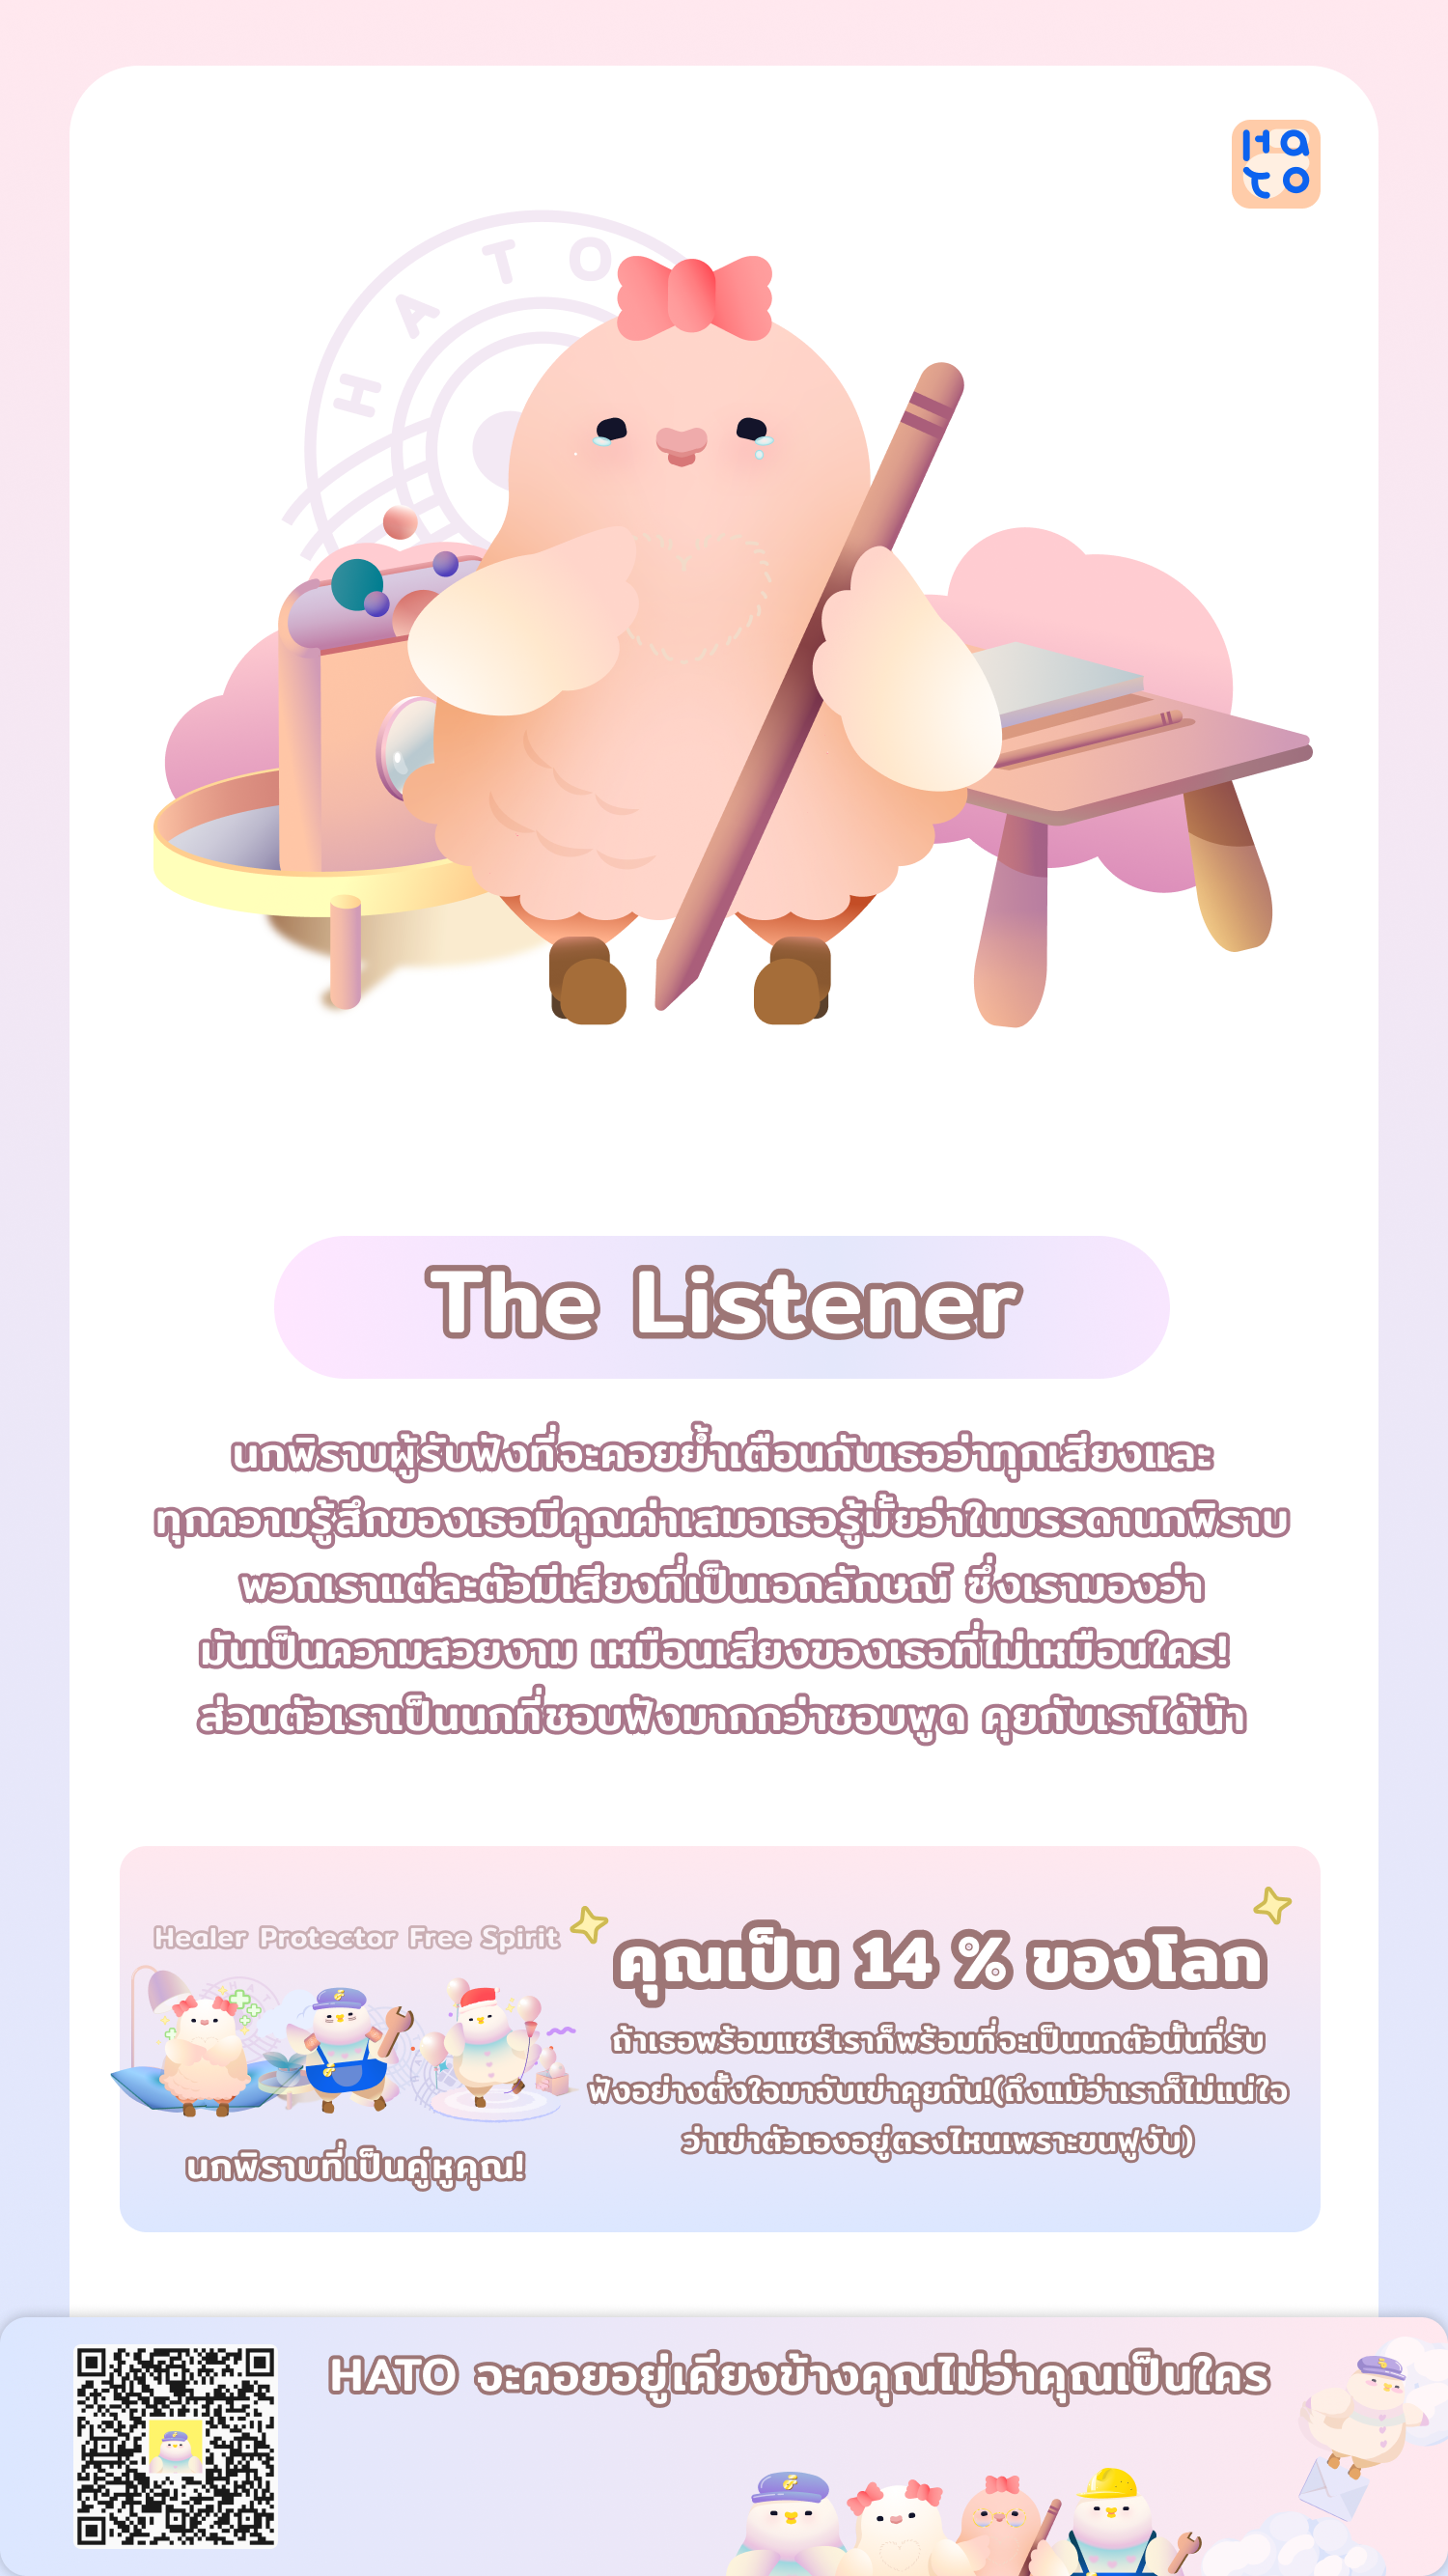 Hato
HATO
The Listener
นกพิราบผู้รับฟังที่จะคอยย้ำเตือนกับเธอว่าทุกเสียงและ
ทุกความรู้สึกของเธอมีคุณค่าเสมอเธอรู้มั้ยว่าในบรรดานกพิราบ
พวกเราแต่ละตัวมีเสียงที่เป็นเอกลักษณ์ ซึ่งเรามองว่า
มันเป็นความสวยงาม เหมือนเสียงของเธอที่ไม่เหมือนใคร!
ส่วนตัวเราเป็นนกที่ชอบฟังมากกว่าชอบพูด คุยกับเราได้น้า
Healer Protector Free Spirit
นกพิราบที่เป็นคู่หูคุณ!
คุณเป็น 14 % ของโลก
ถ้าเธอพร้อมแชร์เราก็พร้อมที่จะเป็นนกตัวนั้นที่รับ
ฟังอย่างตั้งใจมาจับเข่าคุยกัน!(ถึงแม้ว่าเราก็ไม่แน่ใจ
ว่าเข่าตัวเองอยู่ตรงไหนเพราะขนฟูงับ)
HATO จะคอยอยู่เคียงข้างคุณไม่ว่าคุณเป็นใคร